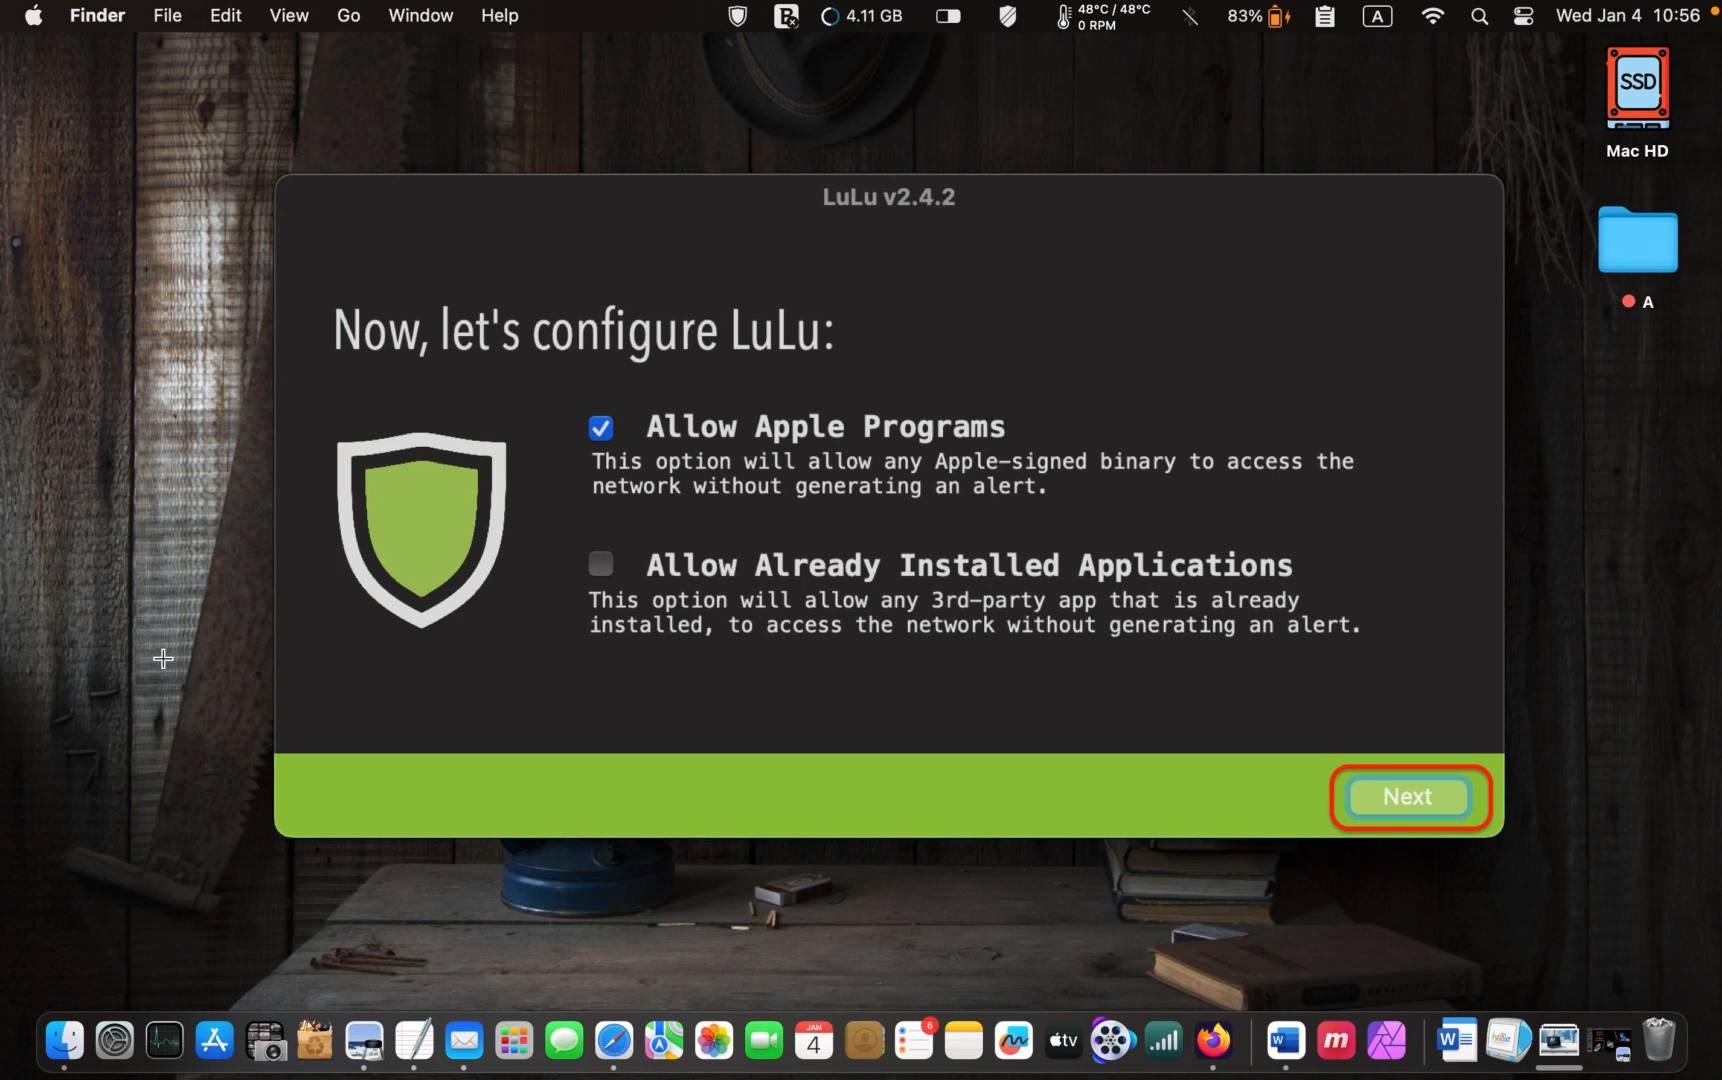 Finder File Edit View Go Window Help 4.11 GB 48°C / 48°C 83% A Wed Jan 4 10:56
0 RPM
SSD
Mac HD
A
LuLu v2.4.2
Now, let's configure LuLu:
Allow Apple Programs
This option will allow any Apple-signed binary to access the
network without generating an alert.
Allow Already Installed Applications
This option will allow any 3rd-party app that is already
installed, to access the network without generating an alert.
Next
JAN
4
6
tv
W
m
W
hello